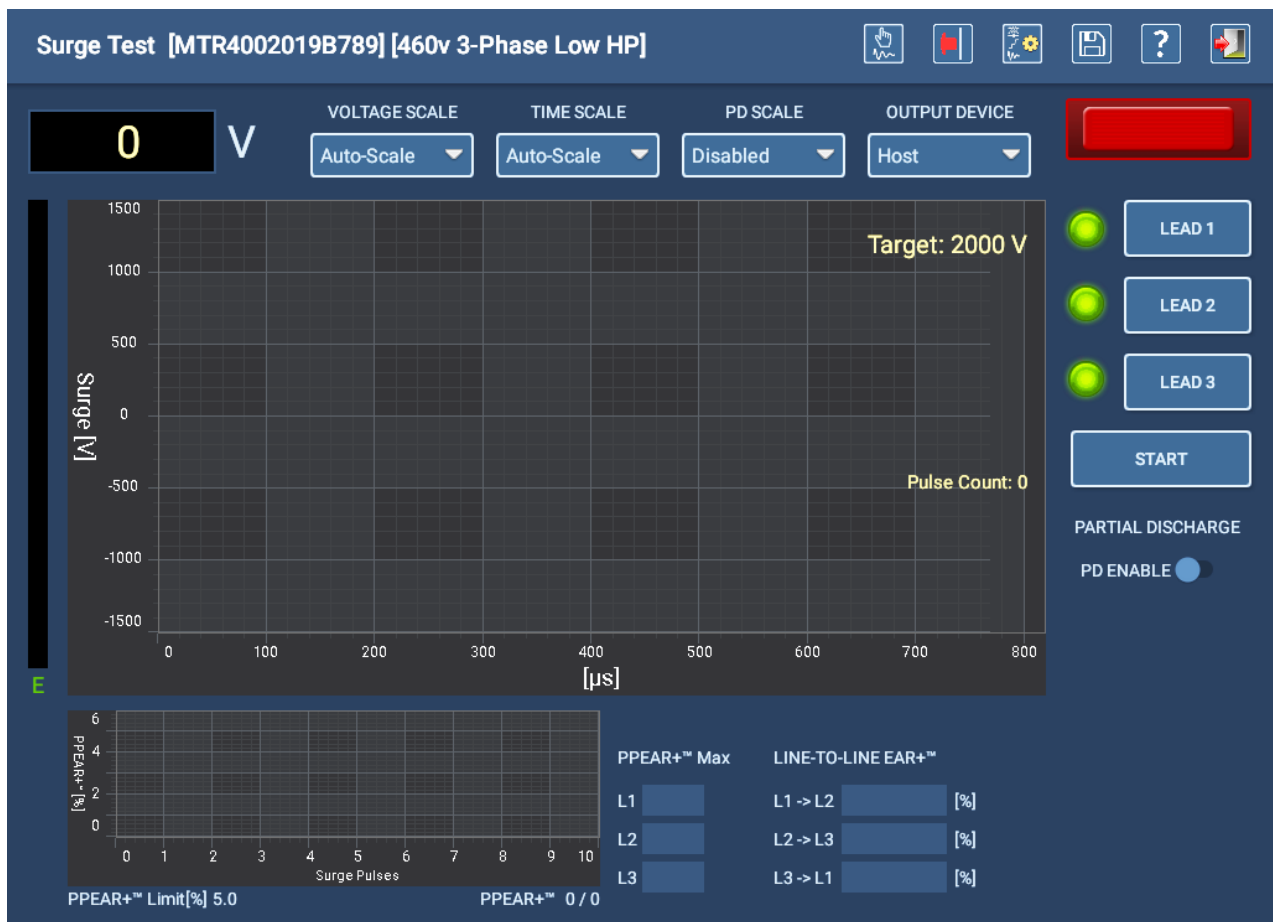 Surge Test [MTR4002019B789] [460v 3-Phase Low HP]
?
VOLTAGE SCALE TIME SCALE PD SCALE OUTPUT DEVICE
0 V Auto-Scale Auto-Scale Disabled Host
1500
1000
500
0
-500
-1000
-1500
Surge [V]
Target: 2000 V
Pulse Count: 0
0 100 200 300 400 500 600 700 800
[µs]
E
LEAD 1
LEAD 2
LEAD 3
START
PARTIAL DISCHARGE
PD ENABLE
6
4
2
0
PPEAR+™ [%]
0 1 2 3 4 5 6 7 8 9 10
Surge Pulses
PPEAR+™ Limit[%] 5.0 PPEAR+™ 0 / 0
PPEAR+™ Max LINE-TO-LINE EAR+™
L1 L1 -> L2 [%]
L2 L2 -> L3 [%]
L3 L3 -> L1 [%]